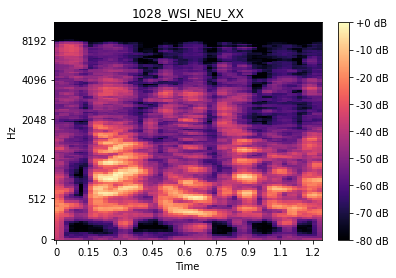 1028_WSI_NEU_XX
8192
4096
2048
1024
512
0
Hz
0 0.15 0.3 0.45 0.6 0.75 0.9 1.1 1.2
Time
+0 dB
-10 dB
-20 dB
-30 dB
-40 dB
-50 dB
-60 dB
-70 dB
-80 dB